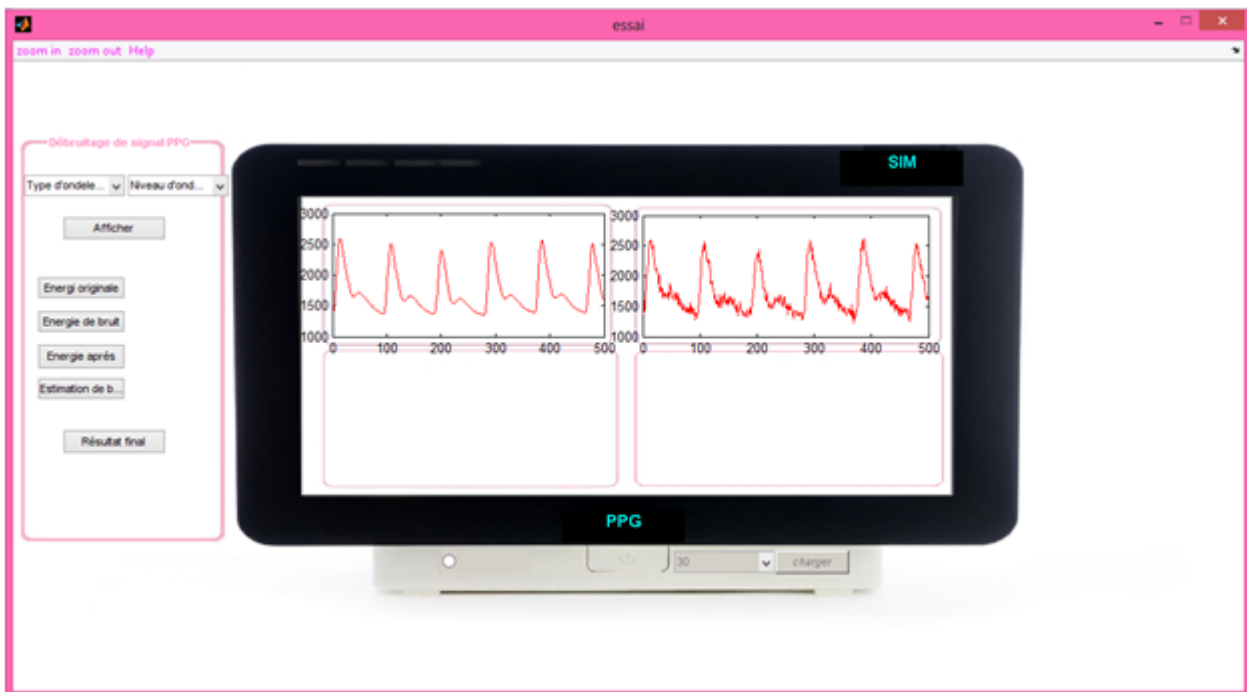 essai
zoom in zoom out Help
Débruitage de signal PPG
Type d'ondele... Niveau d'ond...
Afficher
Energi originale
Energie de bruit
Energie aprés
Estimation de b...
Résultat final
SIM
3000
2500
2000
1500
1000
0 100 200 300 400 500
3000
2500
2000
1500
1000
0 100 200 300 400 500
PPG
30
charger